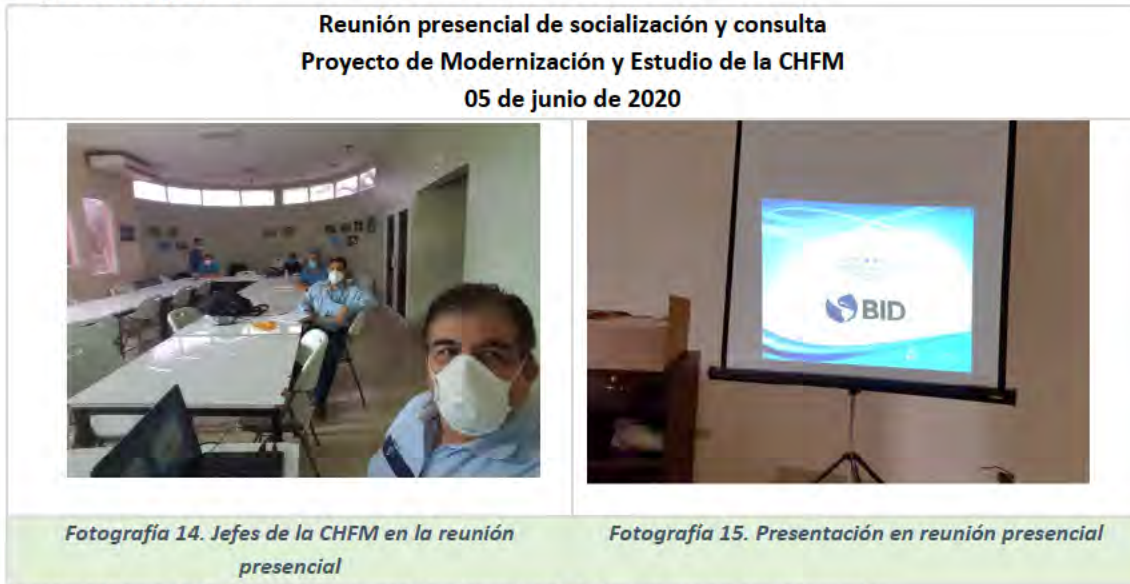 Reunión presencial de socialización y consulta
Proyecto de Modernización y Estudio de la CHFM
05 de junio de 2020
BID
Fotografía 14. Jefes de la CHFM en la reunión
presencial
Fotografía 15. Presentación en reunión presencial